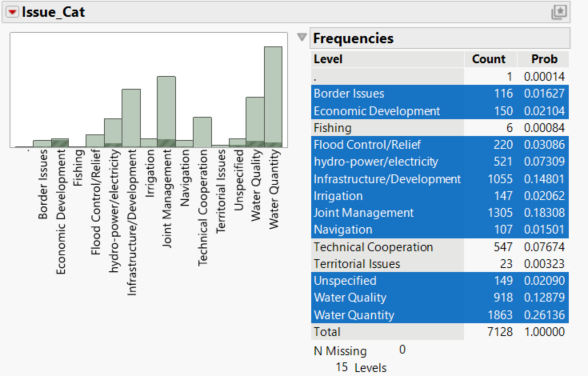 Issue_Cat
Frequencies
Level Count Prob
. 1 0.00014
Border Issues 116 0.01627
Economic Development 150 0.02104
Fishing 6 0.00084
Flood Control/Relief 220 0.03086
hydro-power/electricity 521 0.07309
Infrastructure/Development 1055 0.14801
Irrigation 147 0.02062
Joint Management 1305 0.18308
Navigation 107 0.01501
Technical Cooperation 547 0.07674
Territorial Issues 23 0.00323
Unspecified 149 0.02090
Water Quality 918 0.12879
Water Quantity 1863 0.26136
Total 7128 1.00000
N Missing 0
15 Levels
.
Border Issues
Economic Development
Fishing
Flood Control/Relief
hydro-power/electricity
Infrastructure/Development
Irrigation
Joint Management
Navigation
Technical Cooperation
Territorial Issues
Unspecified
Water Quality
Water Quantity